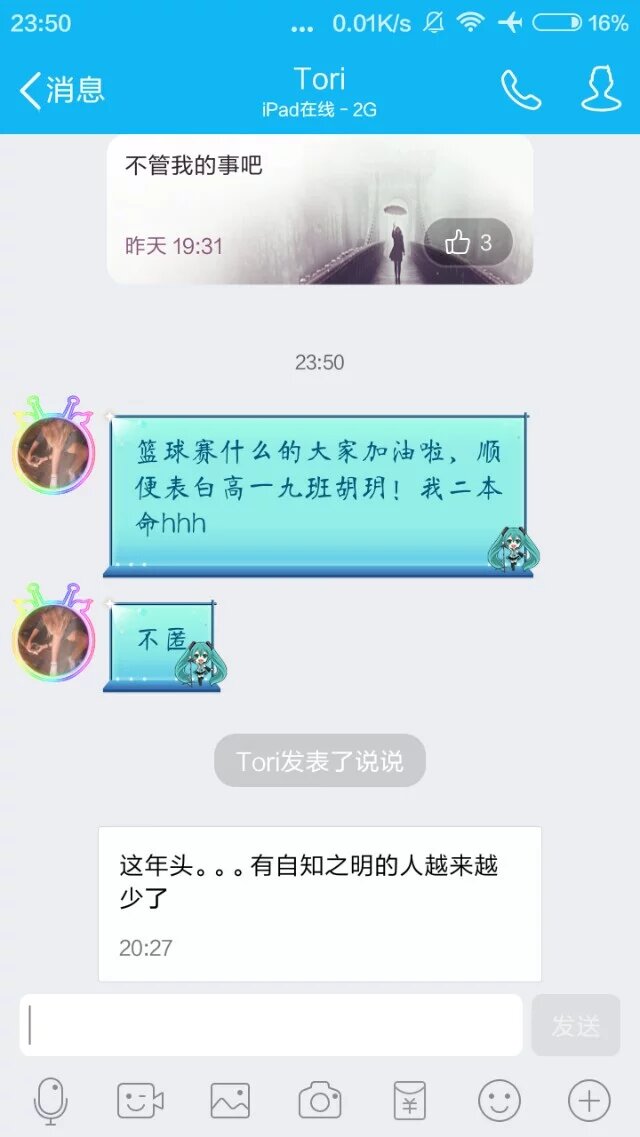 23:50 ... 0.01K/s 16%
消息 Tori
iPad在线 - 2G
不管我的事吧
昨天 19:31 3
23:50
篮球赛什么的大家加油啦，顺
便表白高一九班胡玥！我二本
命hhh
不匿
Tori发表了说说
这年头。。。有自知之明的人越来越
少了
20:27
发送